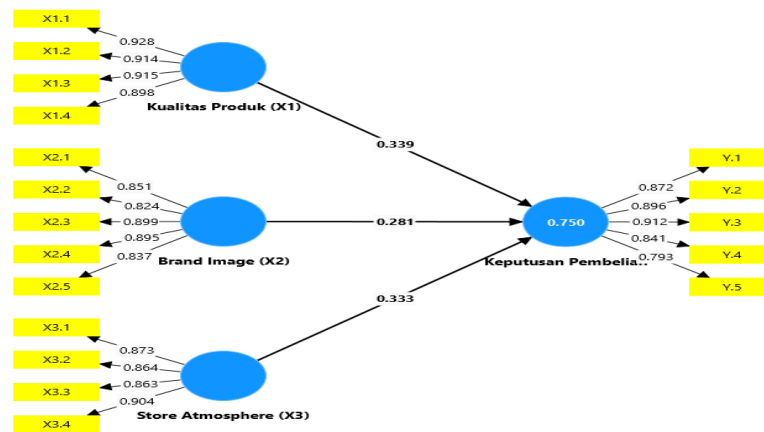 X1.1
0.928
X1.2
0.914
X1.3
0.915
X1.4
0.898
Kualitas Produk (X1)
0.339
X2.1
0.851
X2.2
0.824
X2.3
0.899
X2.4
0.895
X2.5
0.837
Brand Image (X2)
0.281
X3.1
0.873
X3.2
0.864
X3.3
0.863
X3.4
0.904
Store Atmosphere (X3)
0.333
0.750
Keputusan Pembelia..
Y.1
0.872
Y.2
0.896
Y.3
0.912
Y.4
0.841
Y.5
0.793